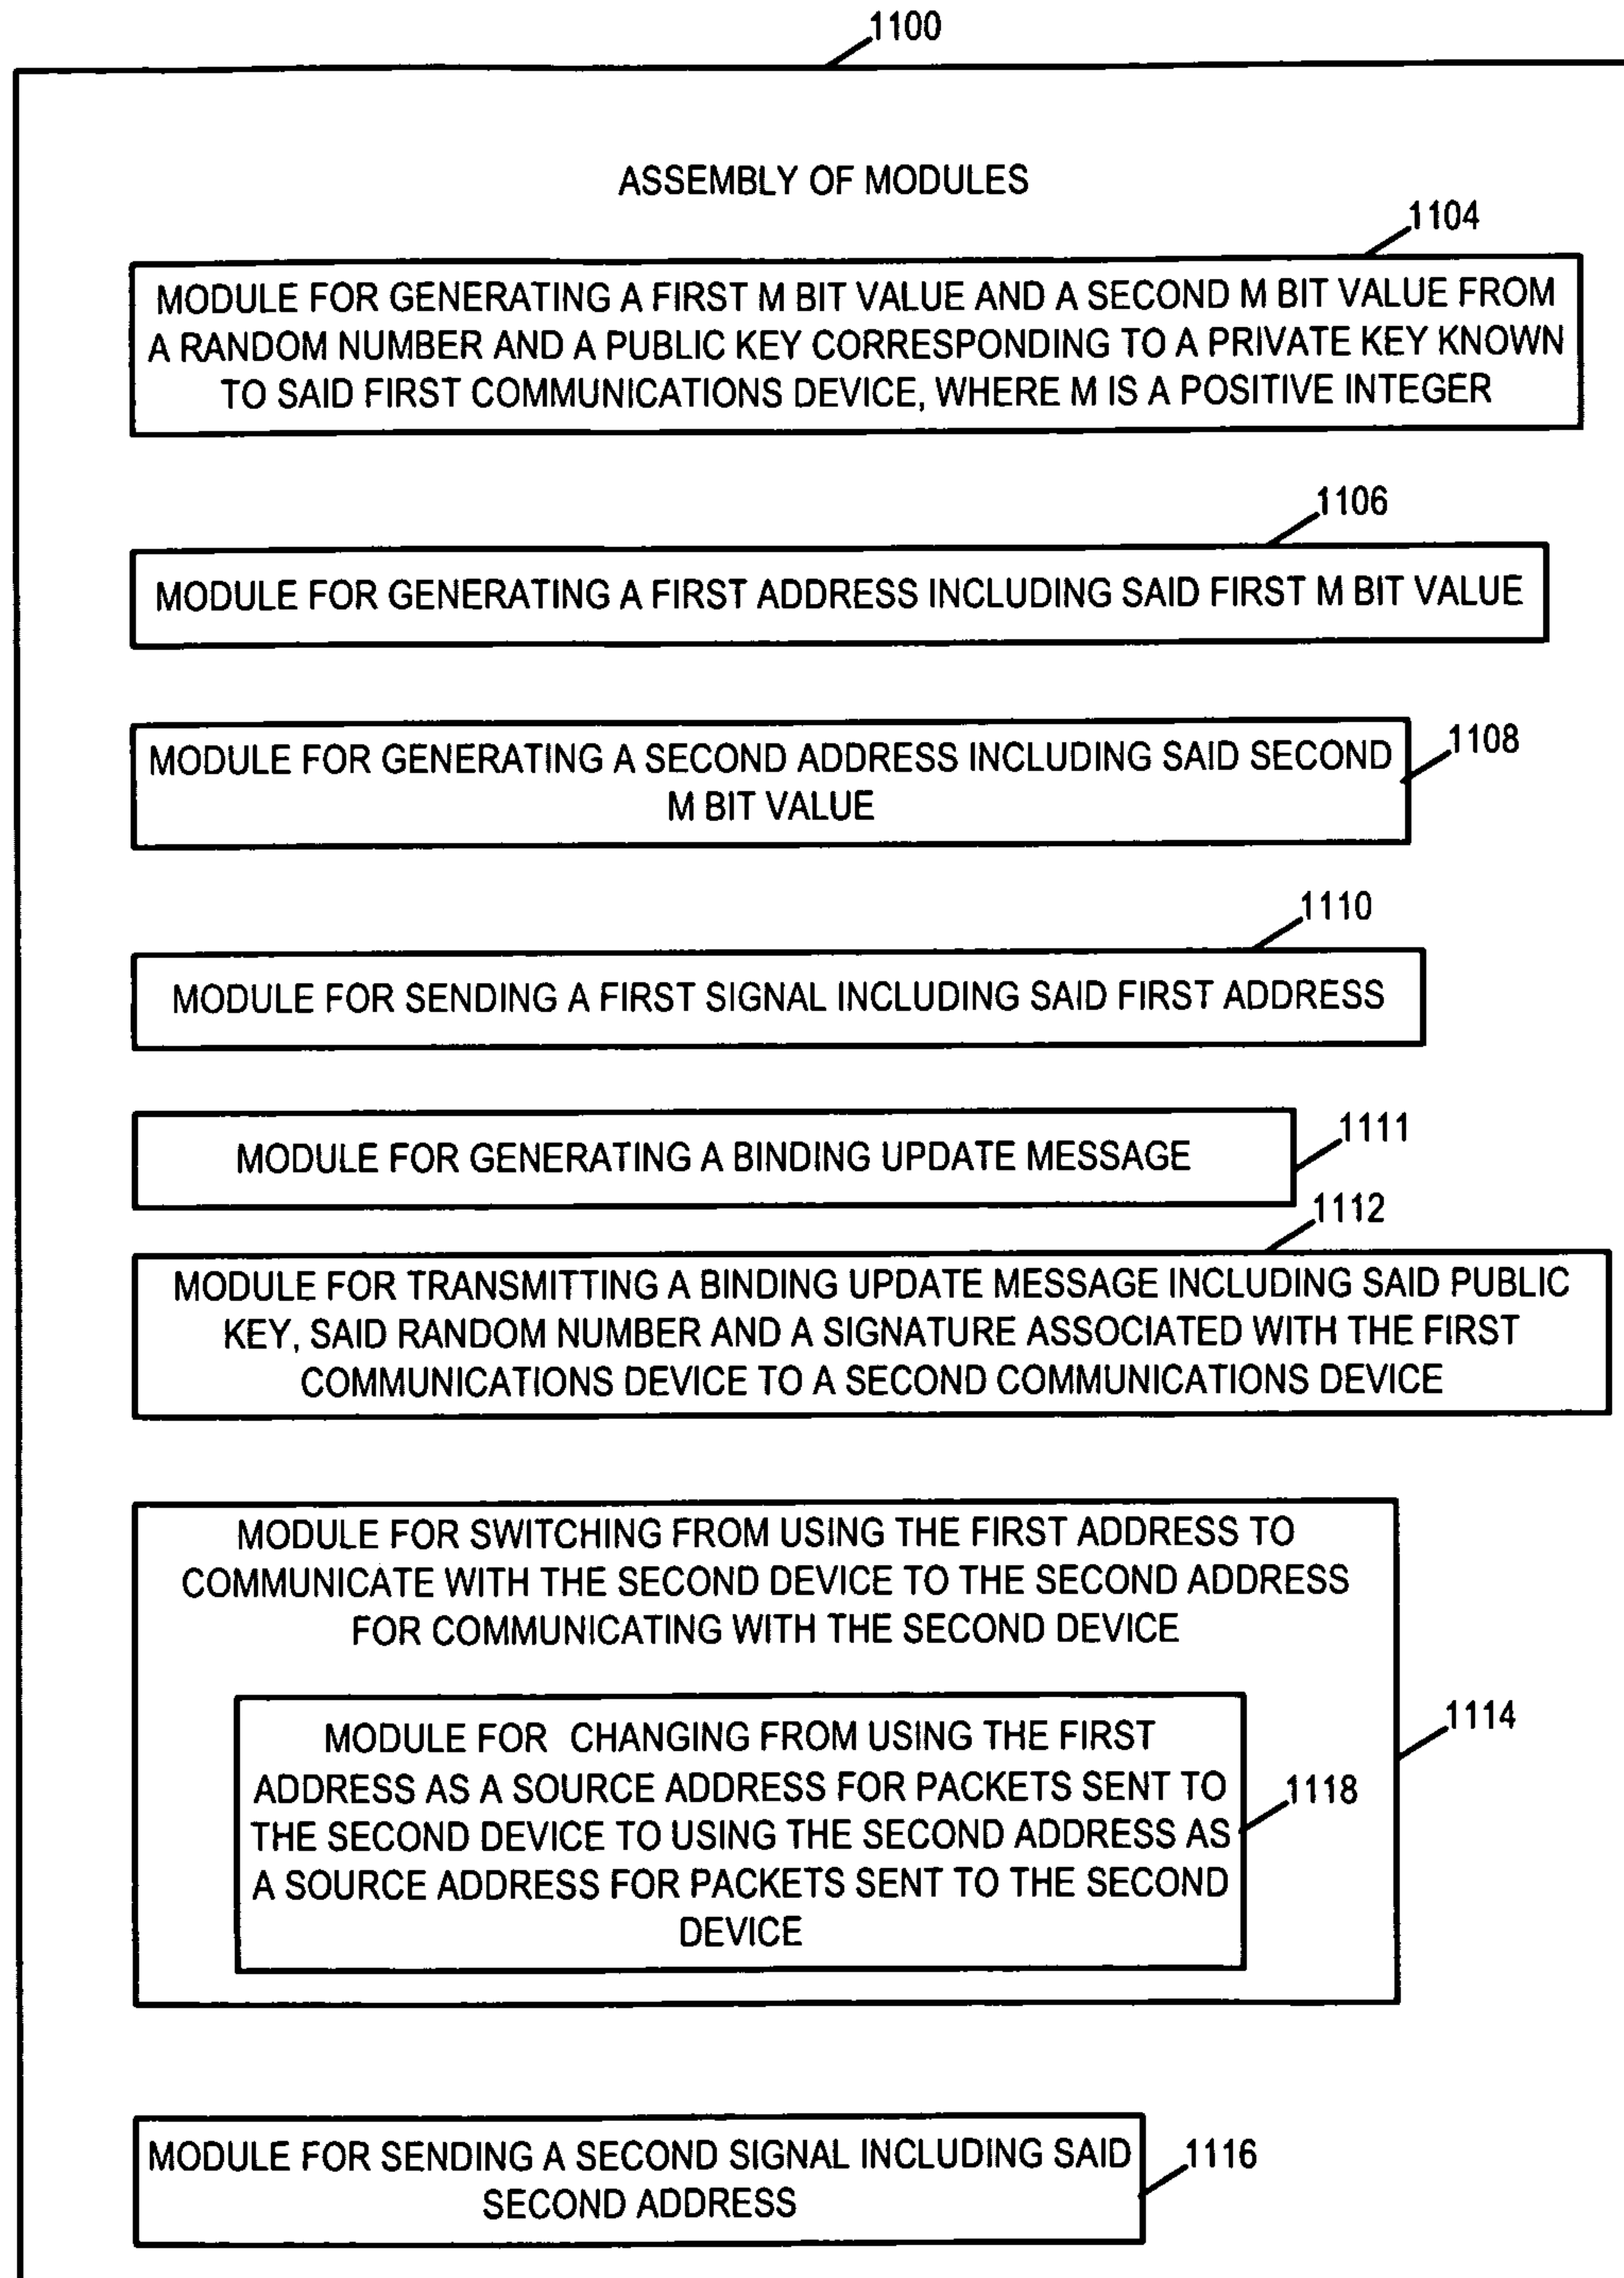 1100
ASSEMBLY OF MODULES
1104
MODULE FOR GENERATING A FIRST M BIT VALUE AND A SECOND M BIT VALUE FROM
A RANDOM NUMBER AND A PUBLIC KEY CORRESPONDING TO A PRIVATE KEY KNOWN
TO SAID FIRST COMMUNICATIONS DEVICE, WHERE M IS A POSITIVE INTEGER
1106
MODULE FOR GENERATING A FIRST ADDRESS INCLUDING SAID FIRST M BIT VALUE
MODULE FOR GENERATING A SECOND ADDRESS INCLUDING SAID SECOND
M BIT VALUE
1108
1110
MODULE FOR SENDING A FIRST SIGNAL INCLUDING SAID FIRST ADDRESS
MODULE FOR GENERATING A BINDING UPDATE MESSAGE
1111
1112
MODULE FOR TRANSMITTING A BINDING UPDATE MESSAGE INCLUDING SAID PUBLIC
KEY, SAID RANDOM NUMBER AND A SIGNATURE ASSOCIATED WITH THE FIRST
COMMUNICATIONS DEVICE TO A SECOND COMMUNICATIONS DEVICE
MODULE FOR SWITCHING FROM USING THE FIRST ADDRESS TO
COMMUNICATE WITH THE SECOND DEVICE TO THE SECOND ADDRESS
FOR COMMUNICATING WITH THE SECOND DEVICE
1114
MODULE FOR CHANGING FROM USING THE FIRST
ADDRESS AS A SOURCE ADDRESS FOR PACKETS SENT TO
THE SECOND DEVICE TO USING THE SECOND ADDRESS AS
A SOURCE ADDRESS FOR PACKETS SENT TO THE SECOND
DEVICE
1118
MODULE FOR SENDING A SECOND SIGNAL INCLUDING SAID
SECOND ADDRESS
1116